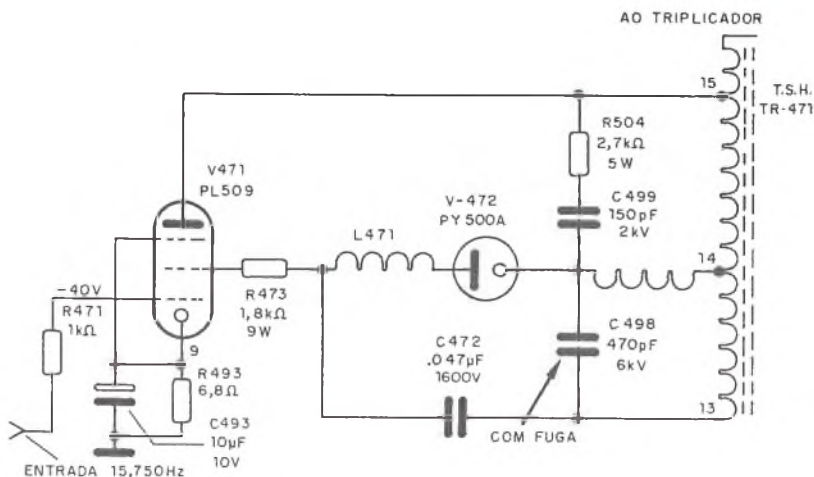 AO TRIPLICADOR
15
T.S.H.
TR-471
R504
2,7kΩ
5W
V471
PL509
V-472
PY500A
C499
150pF
2kV
L471
14
-40V
R471
1kΩ
R473
1,8kΩ
9W
C498
470pF
6kV
C472
.047µF
1600V
9
R493
6,8Ω
13
C493
10µF
10V
COM FUGA
ENTRADA 15,750Hz